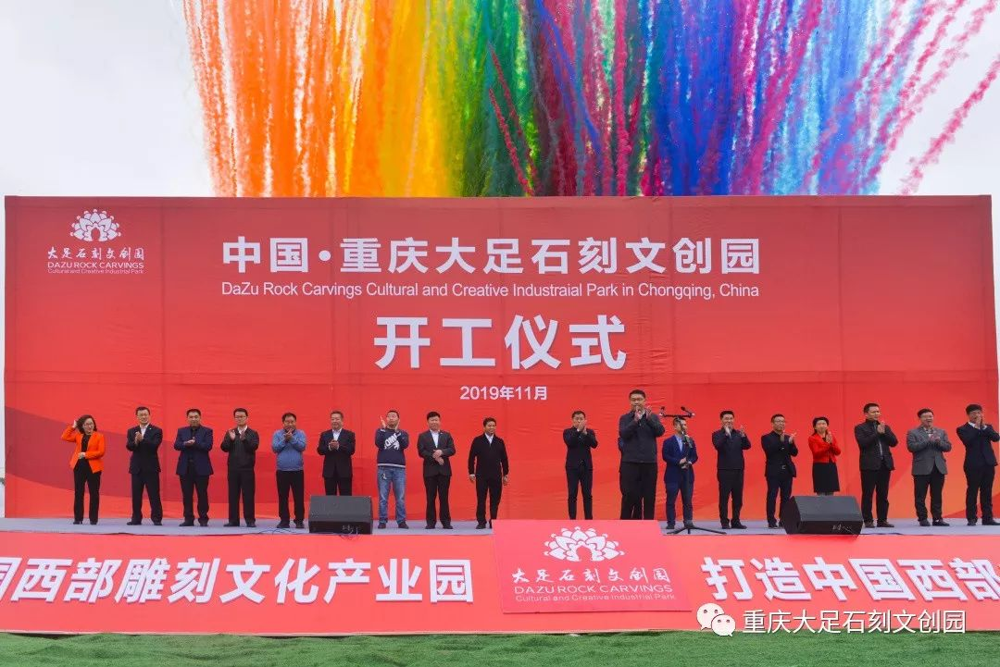 大足石刻文创园
DAZU ROCK CARVINGS
Cultural and Creative Industrial Park
中国·重庆大足石刻文创园
DaZu Rock Carvings Cultural and Creative Industraial Park in Chongqing, China
开工仪式
2019年11月
国西部雕刻文化产业园
大足石刻文创园
DAZU ROCK CARVINGS
Cultural and Creative Industrial Park
打造中国西部
重庆大足石刻文创园